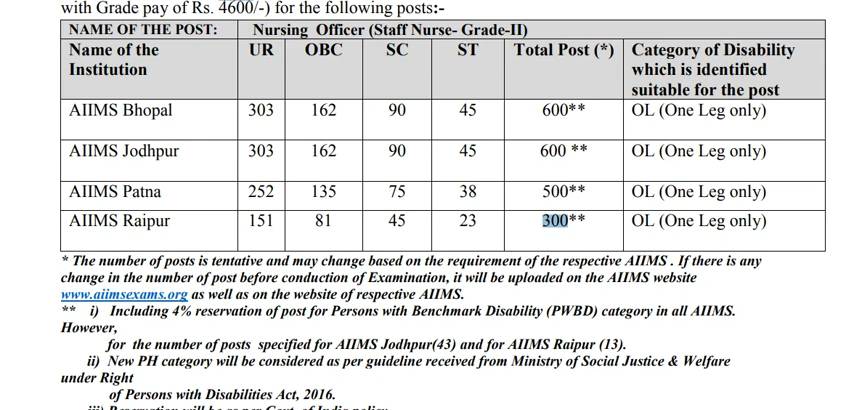 with Grade pay of Rs. 4600/-) for the following posts:-
NAME OF THE POST: Nursing Officer (Staff Nurse- Grade-II)
Name of the Institution UR OBC SC ST Total Post (*) Category of Disability which is identified suitable for the post
AIIMS Bhopal 303 162 90 45 600** OL (One Leg only)
AIIMS Jodhpur 303 162 90 45 600 ** OL (One Leg only)
AIIMS Patna 252 135 75 38 500** OL (One Leg only)
AIIMS Raipur 151 81 45 23 300** OL (One Leg only)
* The number of posts is tentative and may change based on the requirement of the respective AIIMS . If there is any
change in the number of post before conduction of Examination, it will be uploaded on the AIIMS website
www.aiimsexams.org as well as on the website of respective AIIMS.
** i) Including 4% reservation of post for Persons with Benchmark Disability (PWBD) category in all AIIMS.
However,
for the number of posts specified for AIIMS Jodhpur(43) and for AIIMS Raipur (13).
ii) New PH category will be considered as per guideline received from Ministry of Social Justice & Welfare
under Right
of Persons with Disabilities Act, 2016.
iii) Reservation will be as per Govt. of India policy